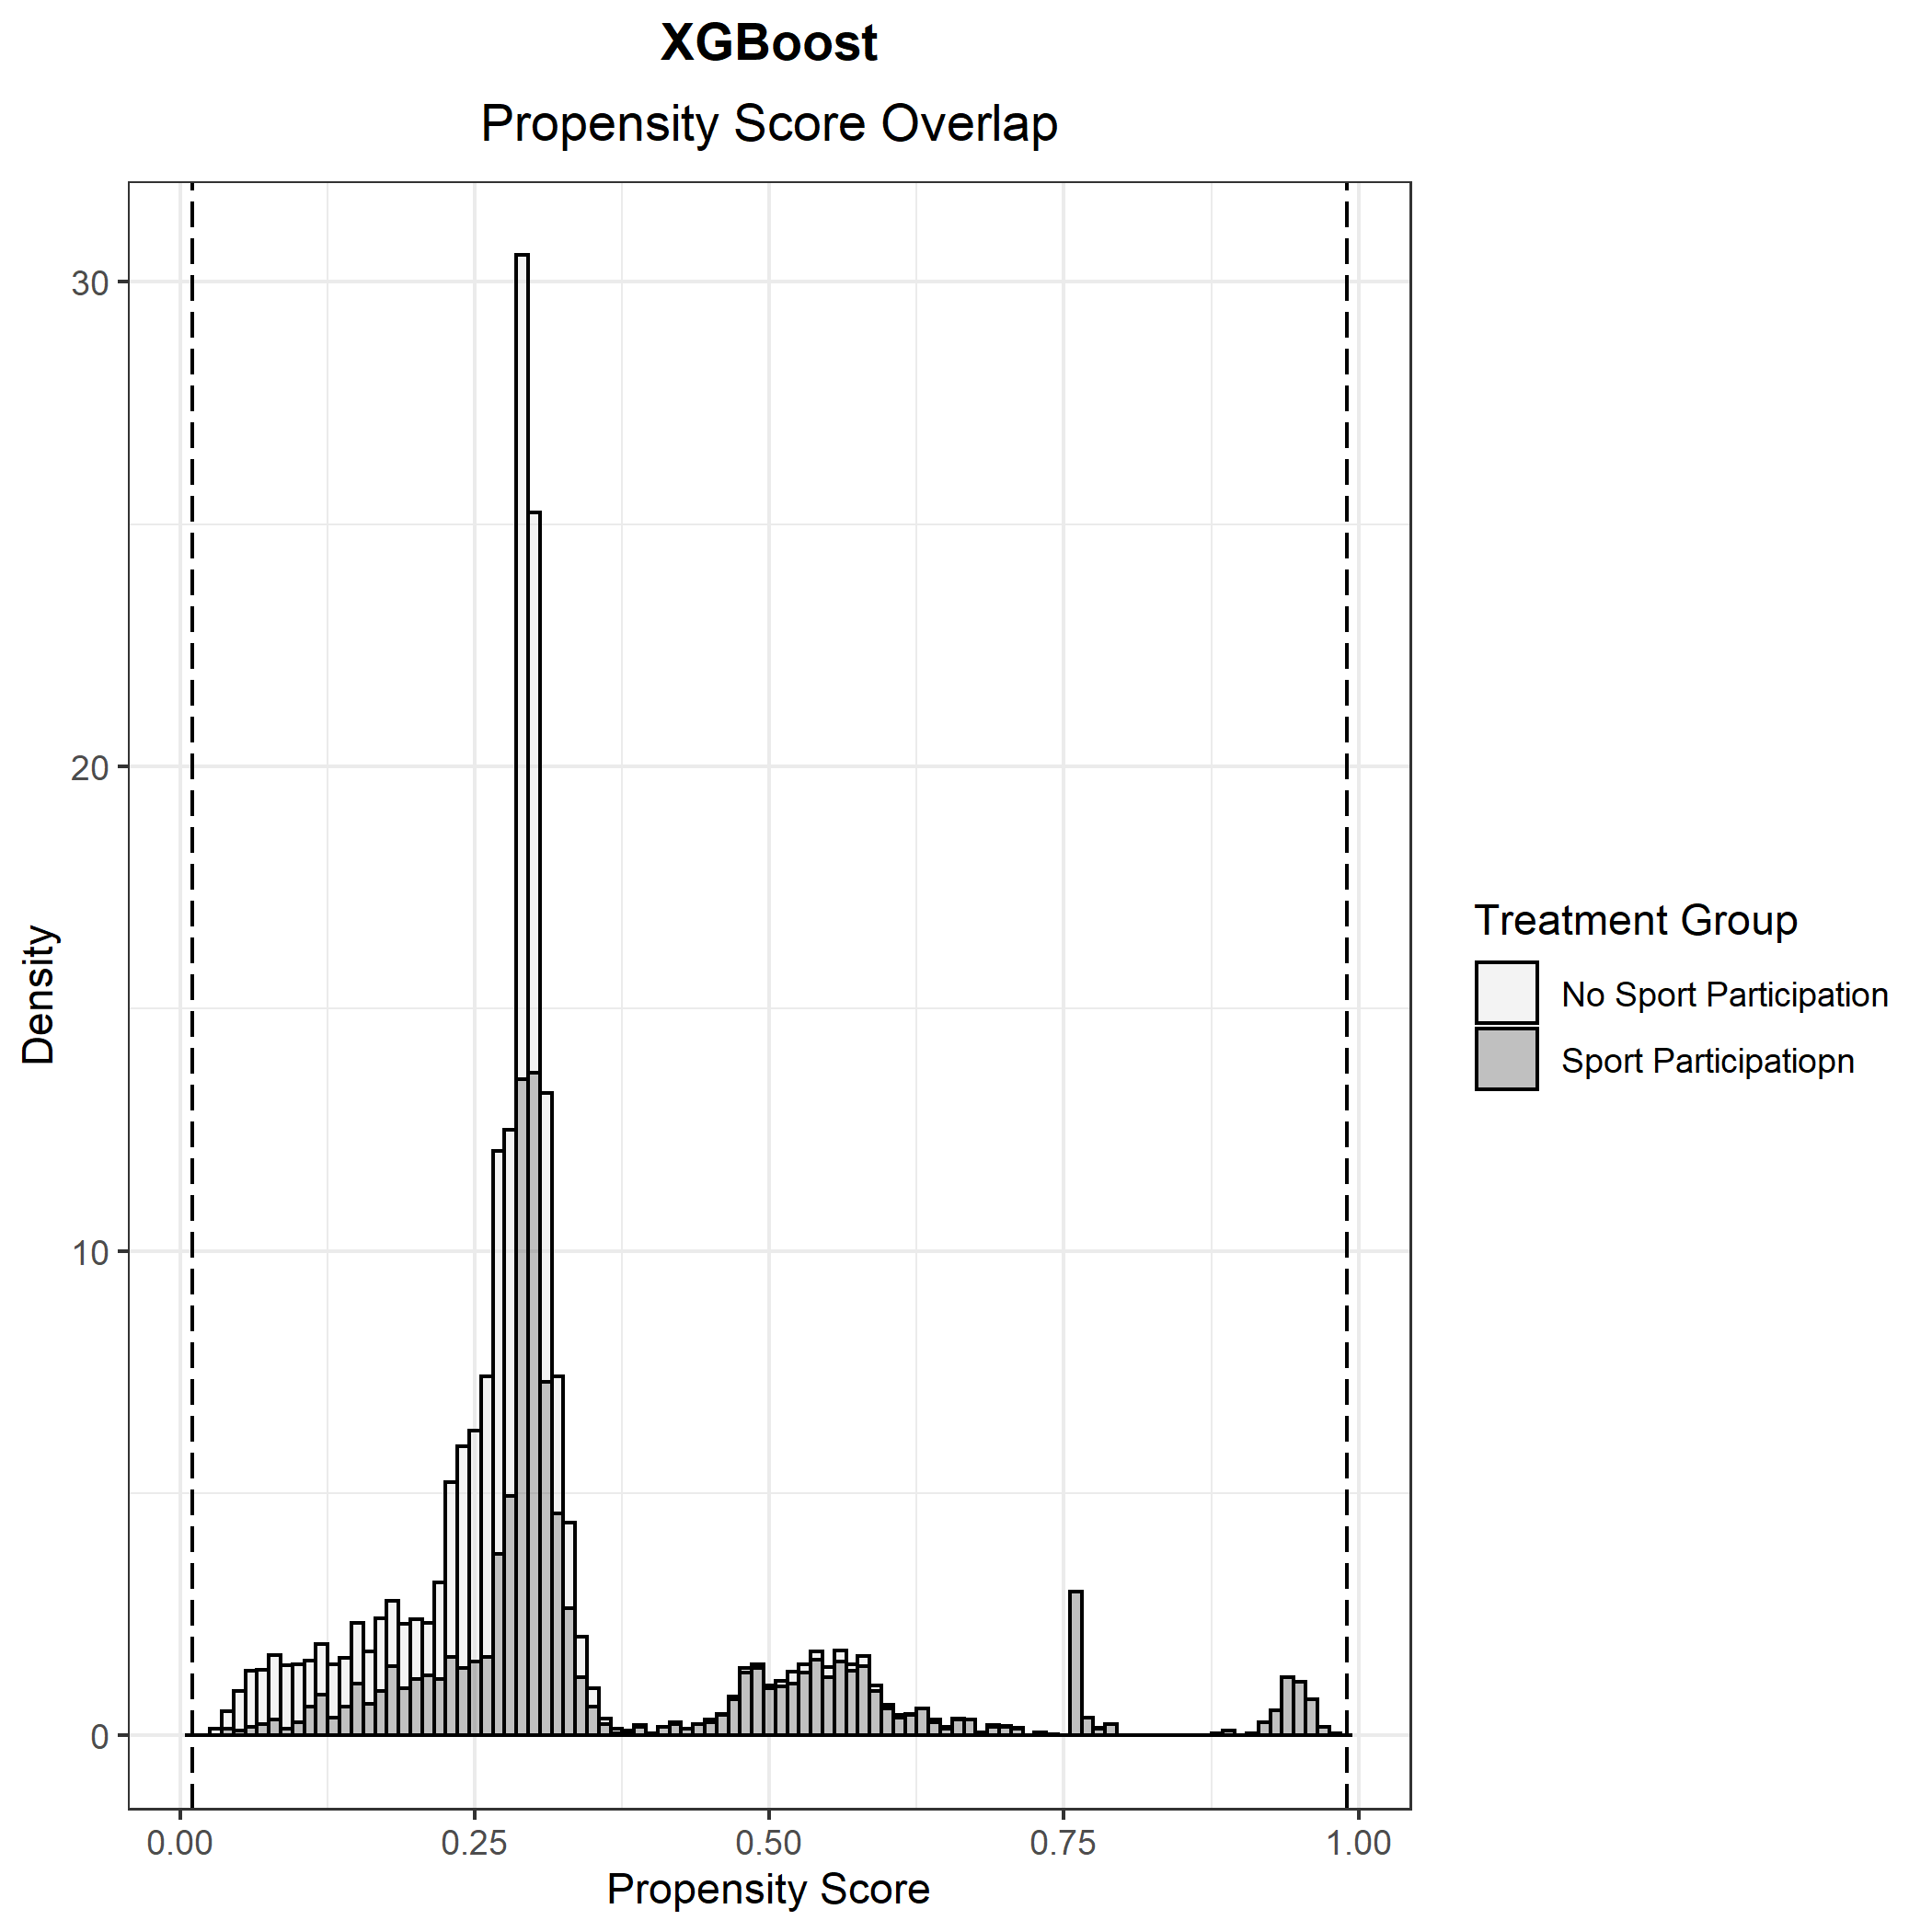 XGBoost
Propensity Score Overlap
30
20
10
0
Density
0.00 0.25 0.50 0.75 1.00
Propensity Score
Treatment Group
No Sport Participation
Sport Participatiopn